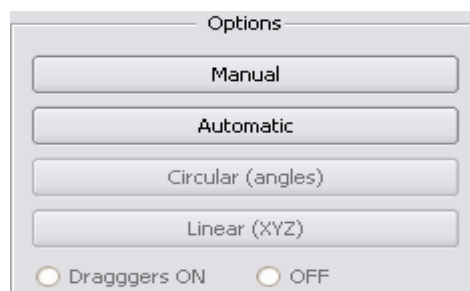 Options
Manual
Automatic
Circular (angles)
Linear (XYZ)
Dragggers ON OFF